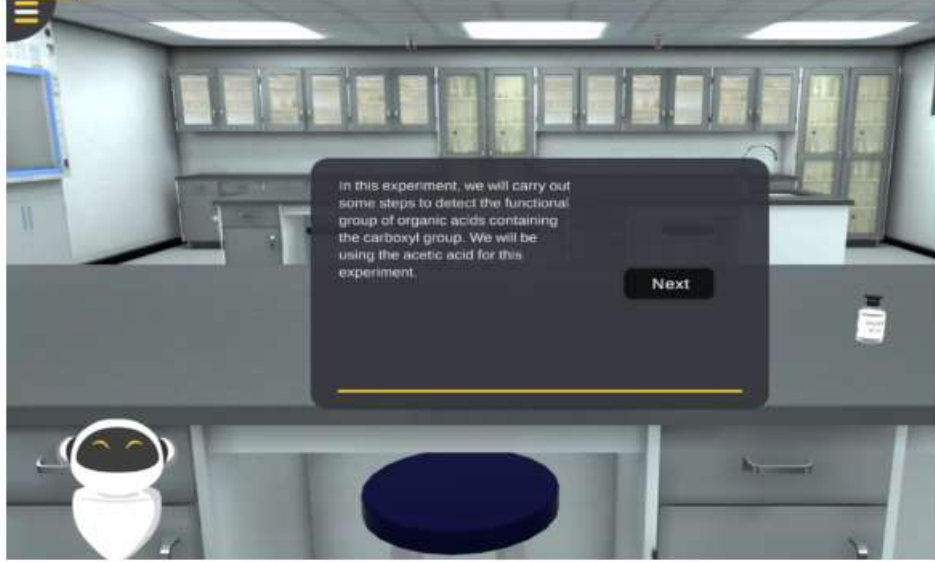 In this experiment, we will carry out
some steps to detect the functional
group of organic acids containing
the carboxyl group. We will be
using the acetic acid for this
experiment.
Next